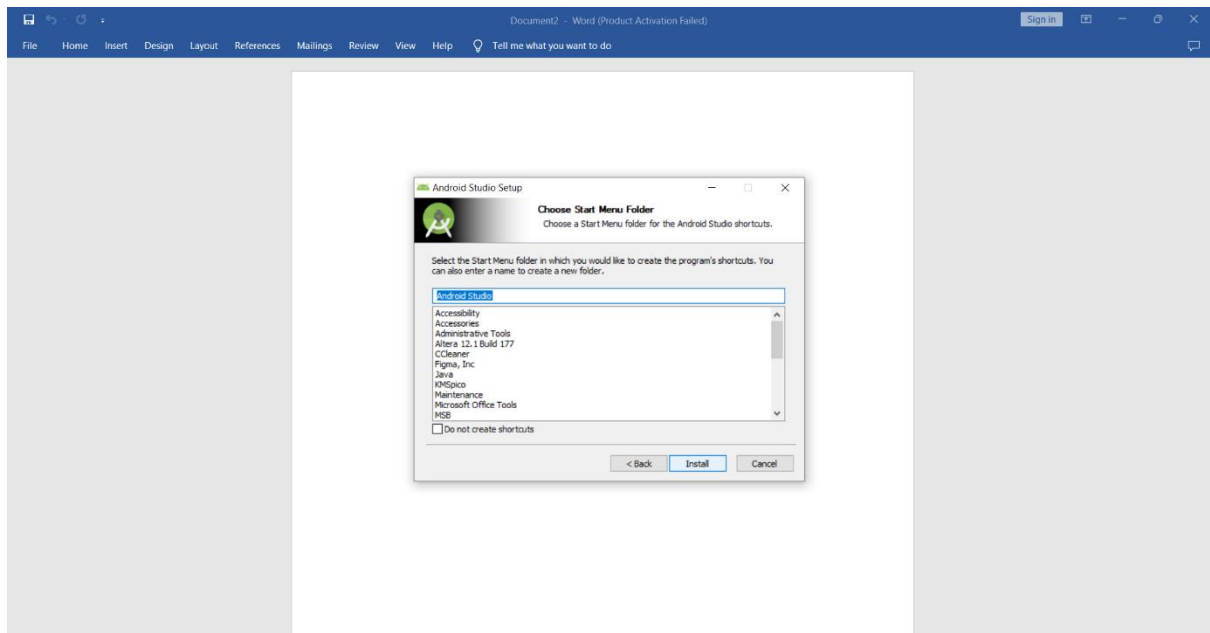 Document2 - Word (Product Activation Failed)
Sign in
File Home Insert Design Layout References Mailings Review View Help Tell me what you want to do
Android Studio Setup
Choose Start Menu Folder
Choose a Start Menu folder for the Android Studio shortcuts.
Select the Start Menu folder in which you would like to create the program's shortcuts. You
can also enter a name to create a new folder.
Android Studio
Accessibility
Accessories
Administrative Tools
Altera 12.1 Build 177
CCleaner
Figma, Inc
Java
KMSpico
Maintenance
Microsoft Office Tools
MSB
Do not create shortcuts
< Back Install Cancel